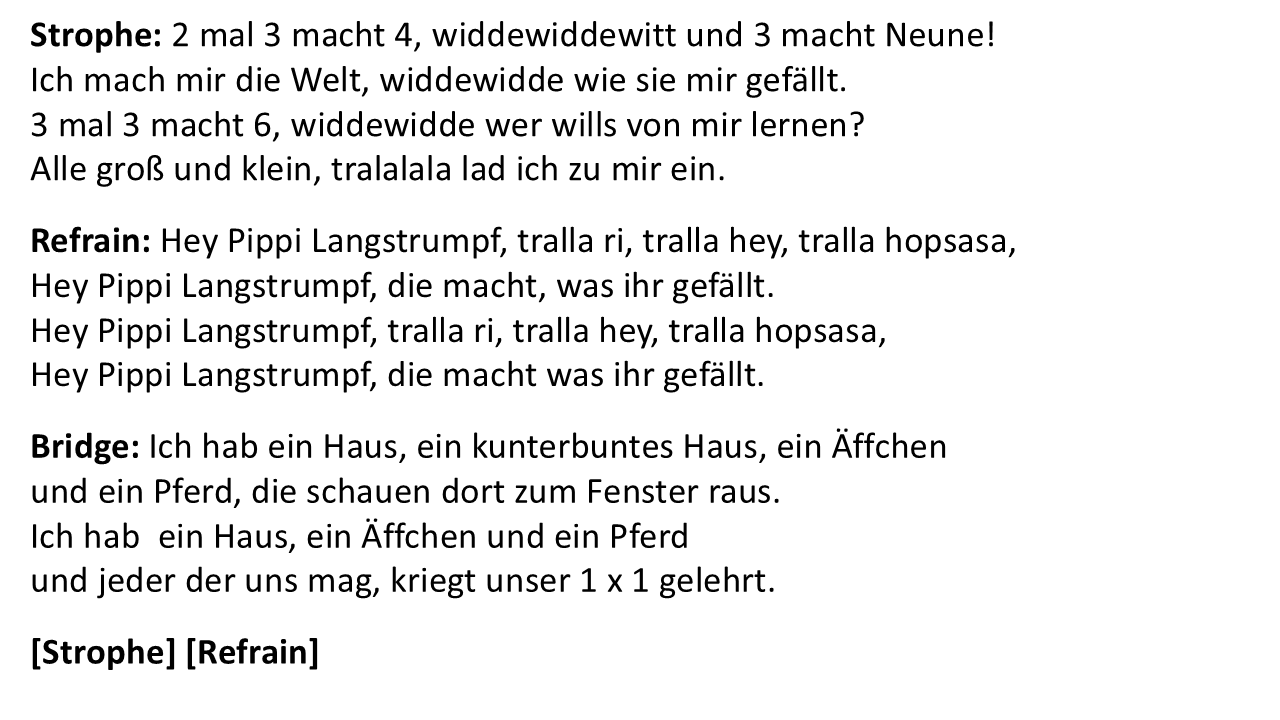 Strophe: 2 mal 3 macht 4, widdewiddewitt und 3 macht Neune!
Ich mach mir die Welt, widdewidde wie sie mir gefällt.
3 mal 3 macht 6, widdewidde wer wills von mir lernen?
Alle groß und klein, tralalala lad ich zu mir ein.
Refrain: Hey Pippi Langstrumpf, tralla ri, tralla hey, tralla hopsasa,
Hey Pippi Langstrumpf, die macht, was ihr gefällt.
Hey Pippi Langstrumpf, tralla ri, tralla hey, tralla hopsasa,
Hey Pippi Langstrumpf, die macht was ihr gefällt.
Bridge: Ich hab ein Haus, ein kunterbuntes Haus, ein Äffchen
und ein Pferd, die schauen dort zum Fenster raus.
Ich hab  ein Haus, ein Äffchen und ein Pferd
und jeder der uns mag, kriegt unser 1 x 1 gelehrt.
[Strophe] [Refrain]